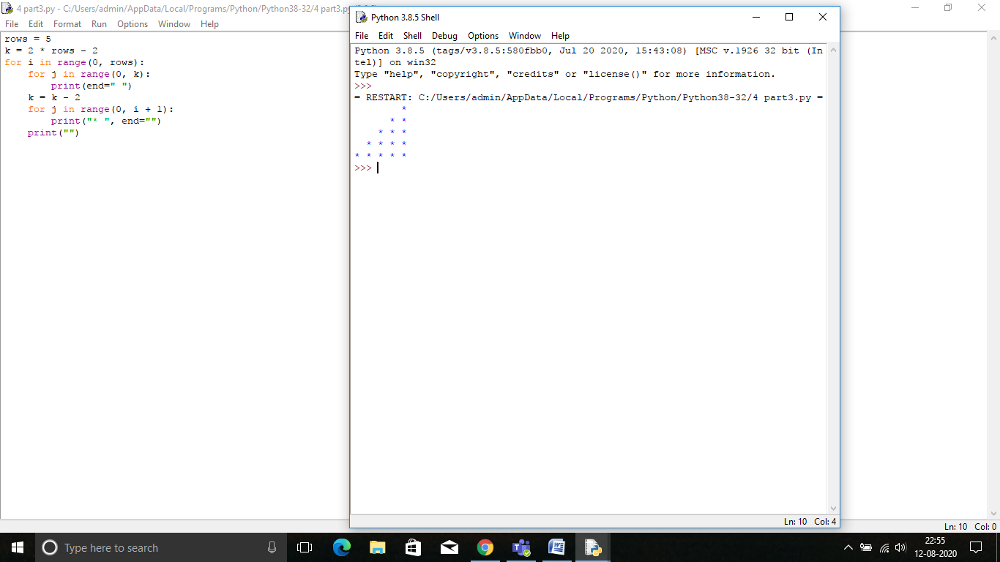 4 part3.py - C:/Users/admin/AppData/Local/Programs/Python/Python38-32/4 part3.py
File Edit Format Run Options Window Help
rows = 5
k = 2 * rows - 2
for i in range(0, rows):
    for j in range(0, k):
        print(end=" ")
    k = k - 2
    for j in range(0, i + 1):
        print("* ", end="")
    print("")
Ln: 10 Col: 0
Python 3.8.5 Shell
File Edit Shell Debug Options Window Help
Python 3.8.5 (tags/v3.8.5:580fbb0, Jul 20 2020, 15:43:08) [MSC v.1926 32 bit (In
tel)] on win32
Type "help", "copyright", "credits" or "license()" for more information.
>>>
= RESTART: C:/Users/admin/AppData/Local/Programs/Python/Python38-32/4 part3.py =
        *
      * *
    * * *
  * * * *
* * * * *
>>>
Ln: 10 Col: 4
Type here to search
22:55
12-08-2020